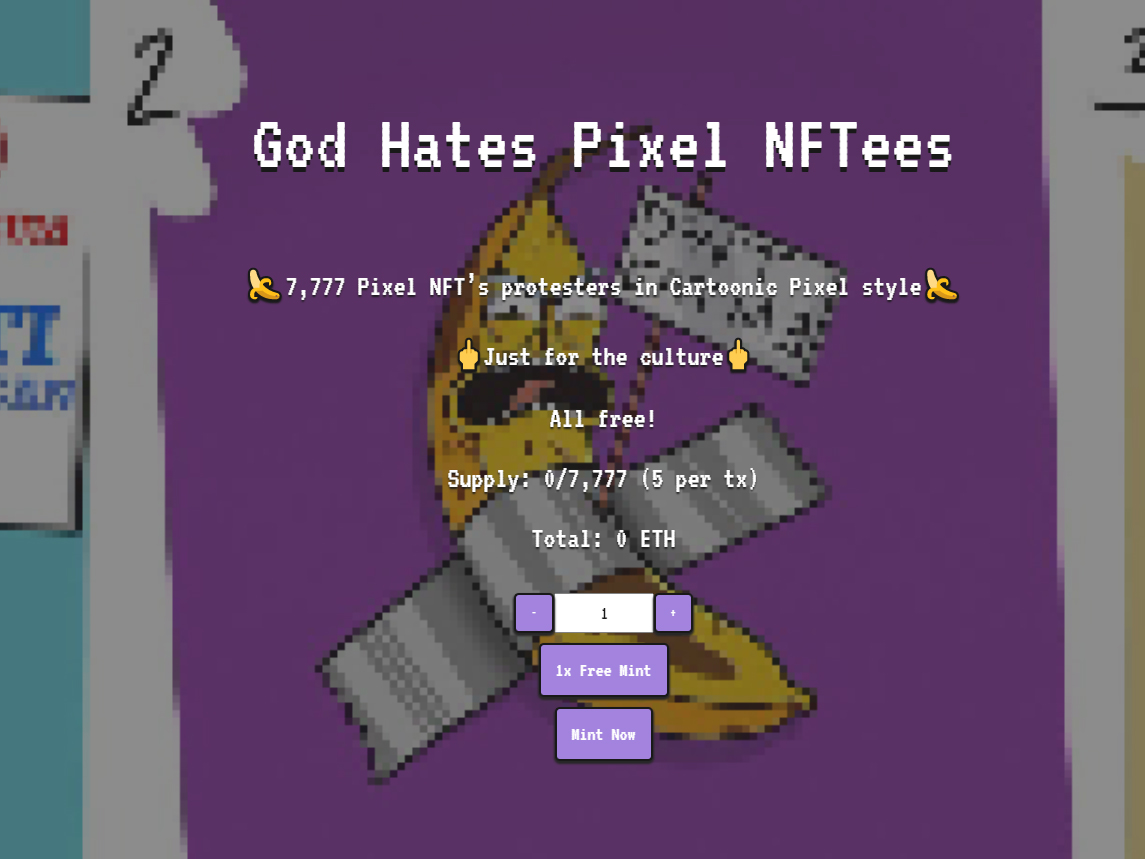 2
God Hates Pixel NFTees
🍌7,777 Pixel NFT's protesters in Cartoonic Pixel style🍌
🖕Just for the culture🖕
All free!
Supply: 0/7,777 (5 per tx)
Total: 0 ETH
- 1 +
1x Free Mint
Mint Now